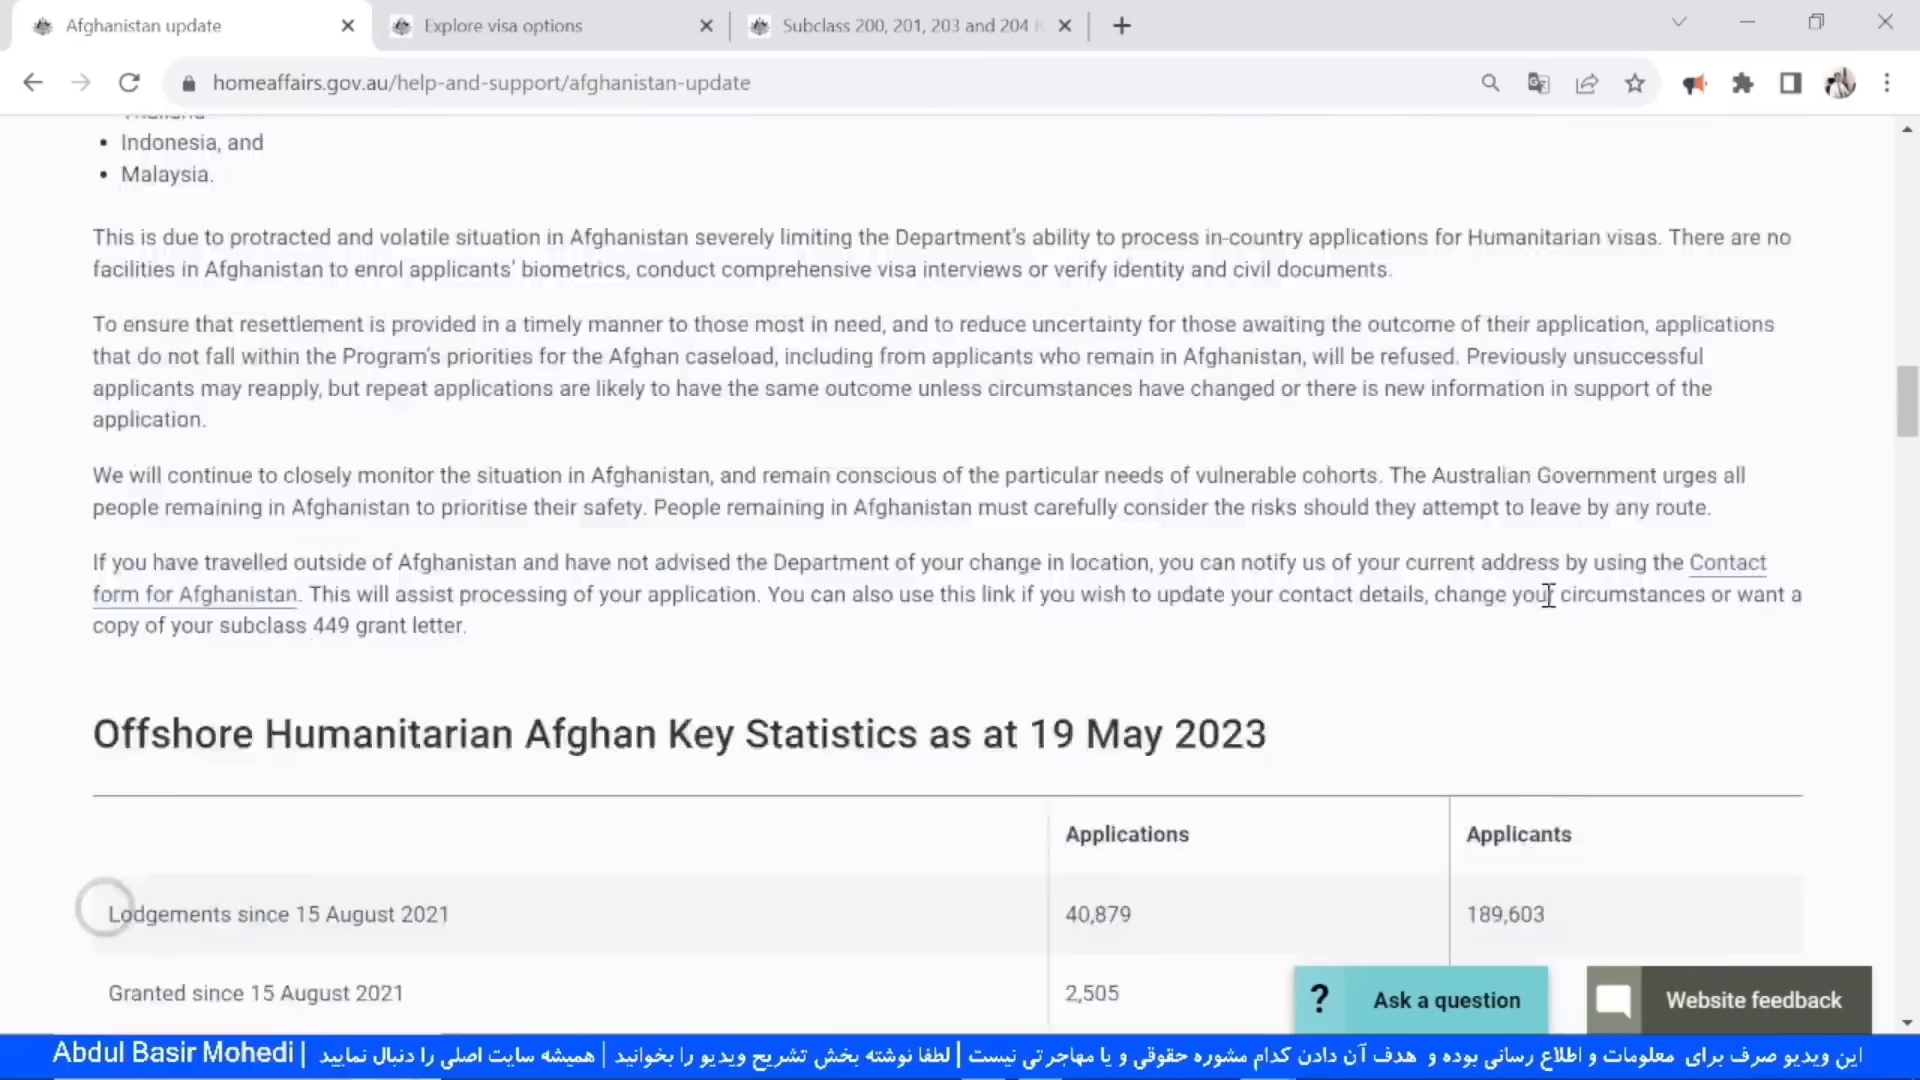 Afghanistan update
Explore visa options
Subclass 200, 201, 203 and 204
homeaffairs.gov.au/help-and-support/afghanistan-update
Thailand
• Indonesia, and
• Malaysia.
This is due to protracted and volatile situation in Afghanistan severely limiting the Department's ability to process in-country applications for Humanitarian visas. There are no
facilities in Afghanistan to enrol applicants' biometrics, conduct comprehensive visa interviews or verify identity and civil documents.
To ensure that resettlement is provided in a timely manner to those most in need, and to reduce uncertainty for those awaiting the outcome of their application, applications
that do not fall within the Program's priorities for the Afghan caseload, including from applicants who remain in Afghanistan, will be refused. Previously unsuccessful
applicants may reapply, but repeat applications are likely to have the same outcome unless circumstances have changed or there is new information in support of the
application.
We will continue to closely monitor the situation in Afghanistan, and remain conscious of the particular needs of vulnerable cohorts. The Australian Government urges all
people remaining in Afghanistan to prioritise their safety. People remaining in Afghanistan must carefully consider the risks should they attempt to leave by any route.
If you have travelled outside of Afghanistan and have not advised the Department of your change in location, you can notify us of your current address by using the Contact
form for Afghanistan. This will assist processing of your application. You can also use this link if you wish to update your contact details, change your circumstances or want a
copy of your subclass 449 grant letter.
Offshore Humanitarian Afghan Key Statistics as at 19 May 2023
Applications Applicants
Lodgements since 15 August 2021 40,879 189,603
Granted since 15 August 2021 2,505
? Ask a question
Website feedback
این ویدیو صرف برای معلومات و اطلاع رسانی بوده و هدف آن دادن کدام مشوره حقوقی و یا مهاجرتی نیست | لطفا نوشته بخش تشریح ویدیو را بخوانید | همیشه سایت اصلی را دنبال نمایید | Abdul Basir Mohedi